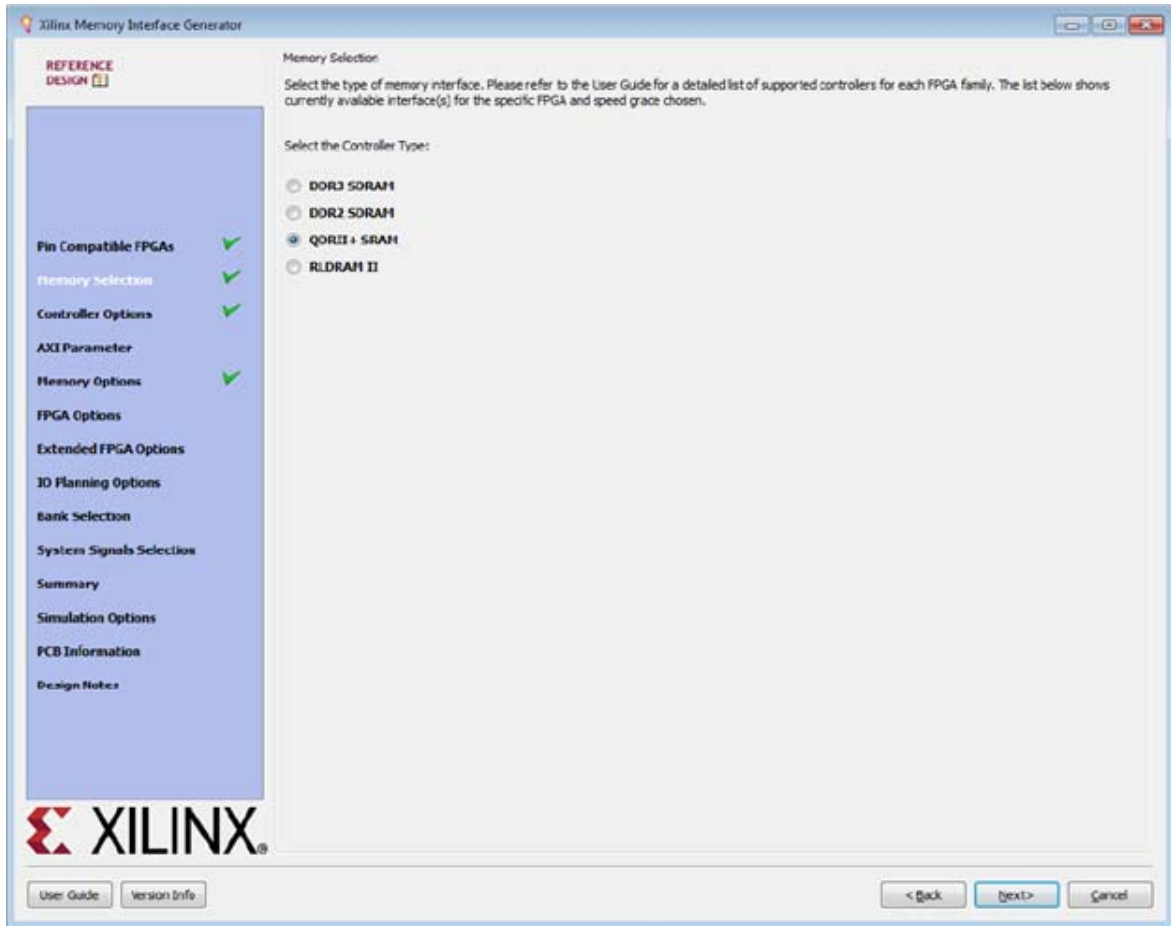 Xilinx Memory Interface Generator
REFERENCE
DESIGN
Pin Compatible FPGAs
Memory Selection
Controller Options
AXI Parameter
Memory Options
FPGA Options
Extended FPGA Options
IO Planning Options
Bank Selection
System Signals Selection
Summary
Simulation Options
PCB Information
Design Notes
XILINX®
Memory Selection
Select the type of memory interface. Please refer to the User Guide for a detailed list of supported controllers for each FPGA family. The list below shows
currently available interface(s) for the specific FPGA and speed grace chosen.
Select the Controller Type:
DDR3 SDRAM
DDR2 SDRAM
QDRII+ SRAM
RLDRAM II
User Guide
Version Info
< Back
Next>
Cancel